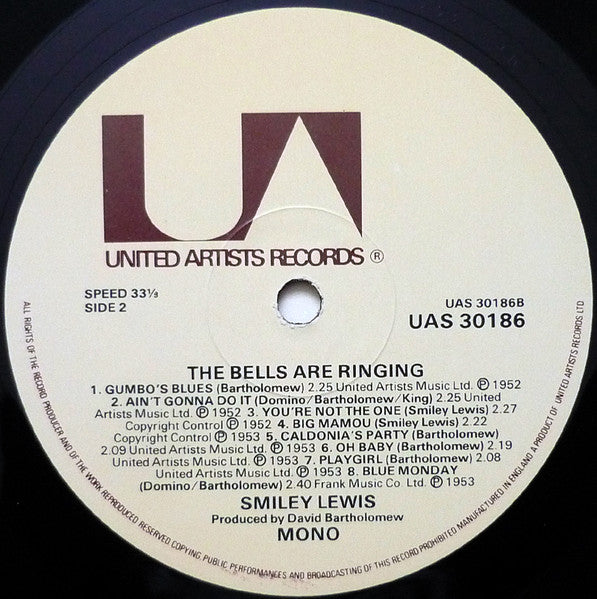 UA
UNITED ARTISTS RECORDS ®
SPEED 33⅓
SIDE 2
UAS 30186B
UAS 30186
THE BELLS ARE RINGING
1. GUMBO'S BLUES (Bartholomew) 2.25 United Artists Music Ltd. ℗ 1952
2. AIN'T GONNA DO IT (Domino/Bartholomew/King) 2.25 United
Artists Music Ltd. ℗ 1952 3. YOU'RE NOT THE ONE (Smiley Lewis) 2.27
Copyright Control ℗ 1952 4. BIG MAMOU (Smiley Lewis) 2.22
Copyright Control ℗ 1953 5. CALDONIA'S PARTY (Bartholomew)
2.09 United Artists Music Ltd. ℗ 1953 6. OH BABY (Bartholomew) 2.19
United Artists Music Ltd. ℗ 1953 7. PLAYGIRL (Bartholomew) 2.08
United Artists Music Ltd. ℗ 1953 8. BLUE MONDAY
(Domino/Bartholomew) 2.40 Frank Music Co. Ltd. ℗ 1953
SMILEY LEWIS
Produced by David Bartholomew
MONO
ALL RIGHTS OF THE RECORD PRODUCER AND OF THE WORK REPRODUCED RESERVED COPYING, PUBLIC PERFORMANCES AND BROADCASTING OF THIS RECORD PROHIBITED MANUFACTURED IN ENGLAND A PRODUCT OF UNITED ARTISTS RECORDS LTD